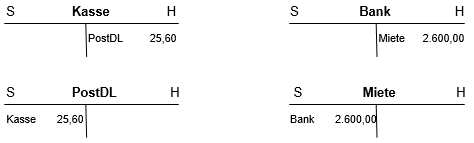 S Kasse H
PostDL 25,60
S Bank H
Miete 2.600,00
S PostDL H
Kasse 25,60
S Miete H
Bank 2.600,00